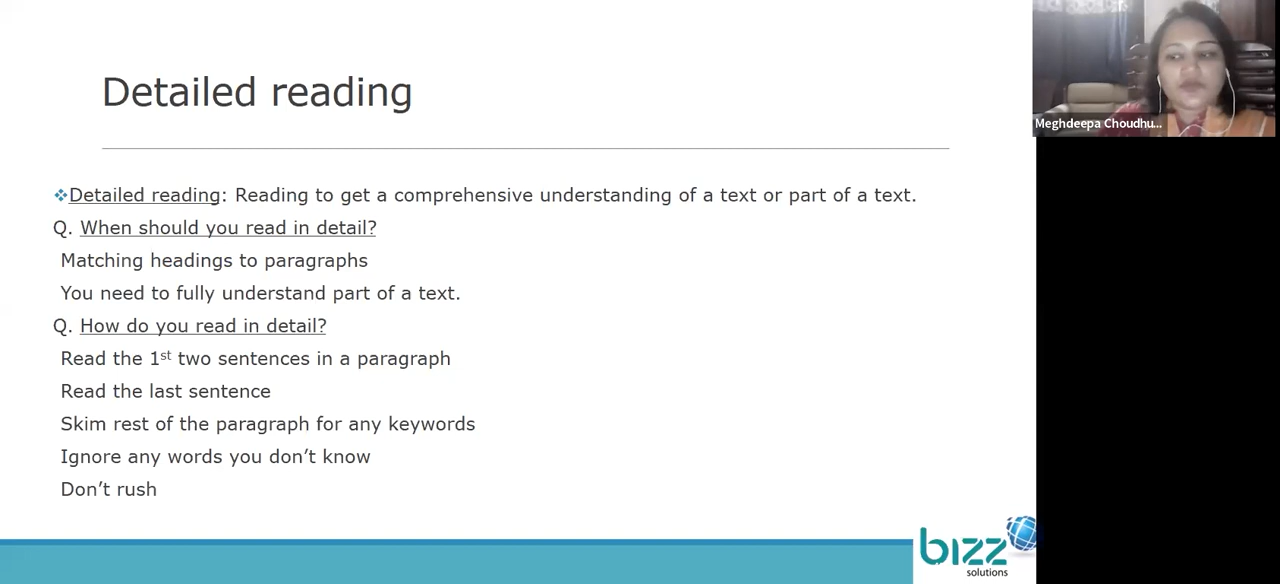 Detailed reading
Meghdeepa Choudhu...
❖Detailed reading: Reading to get a comprehensive understanding of a text or part of a text.
Q. When should you read in detail?
Matching headings to paragraphs
You need to fully understand part of a text.
Q. How do you read in detail?
Read the 1st two sentences in a paragraph
Read the last sentence
Skim rest of the paragraph for any keywords
Ignore any words you don’t know
Don’t rush
bizz
solutions